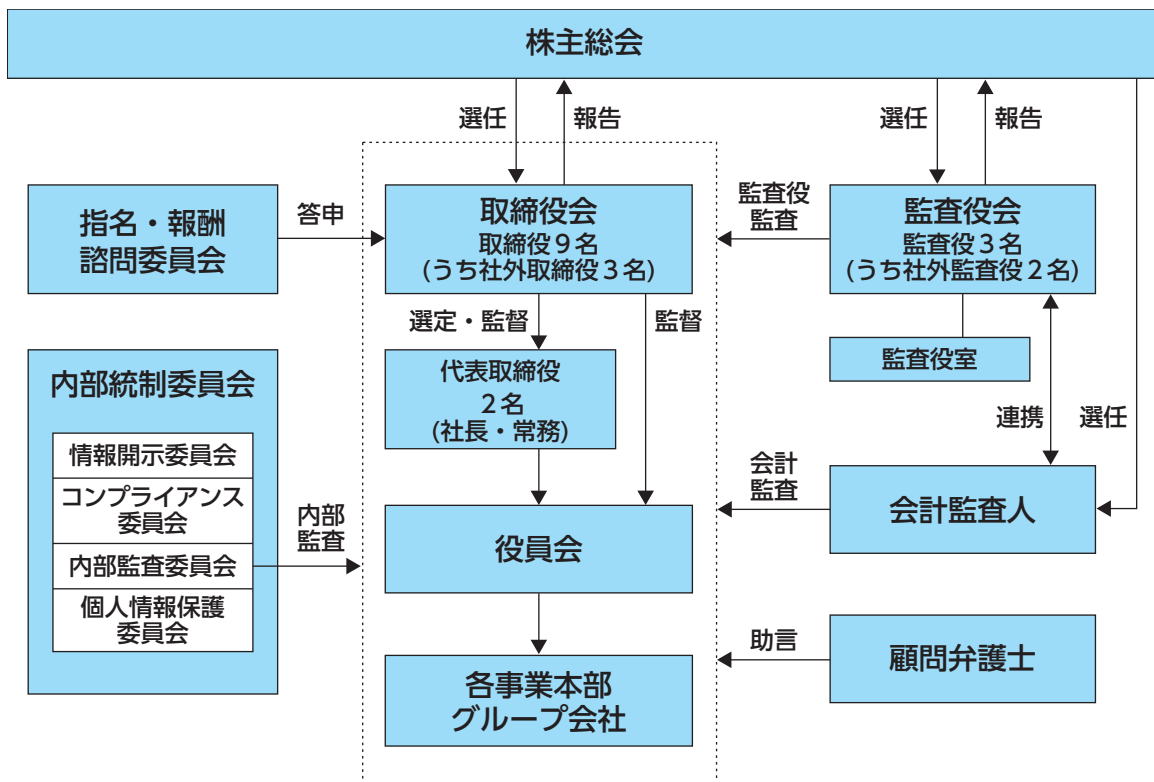 株主総会
選任
報告
選任
報告
指名・報酬
諮問委員会
答申
取締役会
取締役９名
(うち社外取締役３名)
監査役
監査
監査役会
監査役３名
(うち社外監査役２名)
選定・監督
監督
監査役室
代表取締役
２名
(社長・常務)
連携
選任
内部統制委員会
情報開示委員会
コンプライアンス
委員会
内部監査委員会
個人情報保護
委員会
内部
監査
役員会
会計
監査
会計監査人
各事業本部
グループ会社
助言
顧問弁護士